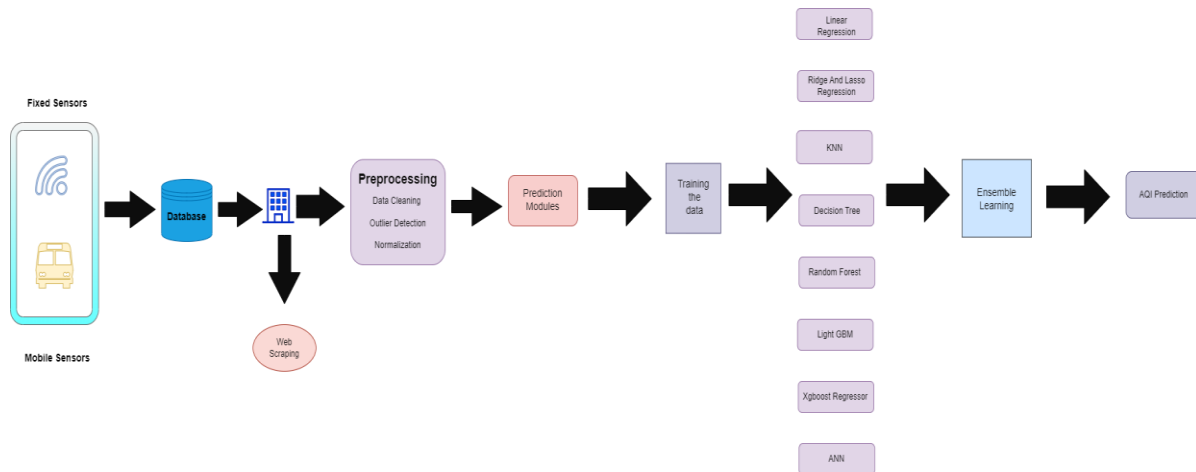 Fixed Sensors
Mobile Sensors
Database
Web
Scraping
Preprocessing
Data Cleaning
Outlier Detection
Normalization
Prediction
Modules
Training
the
data
Linear
Regression
Ridge And Lasso
Regression
KNN
Decision Tree
Random Forest
Light GBM
Xgboost Regressor
ANN
Ensemble
Learning
AQI Prediction